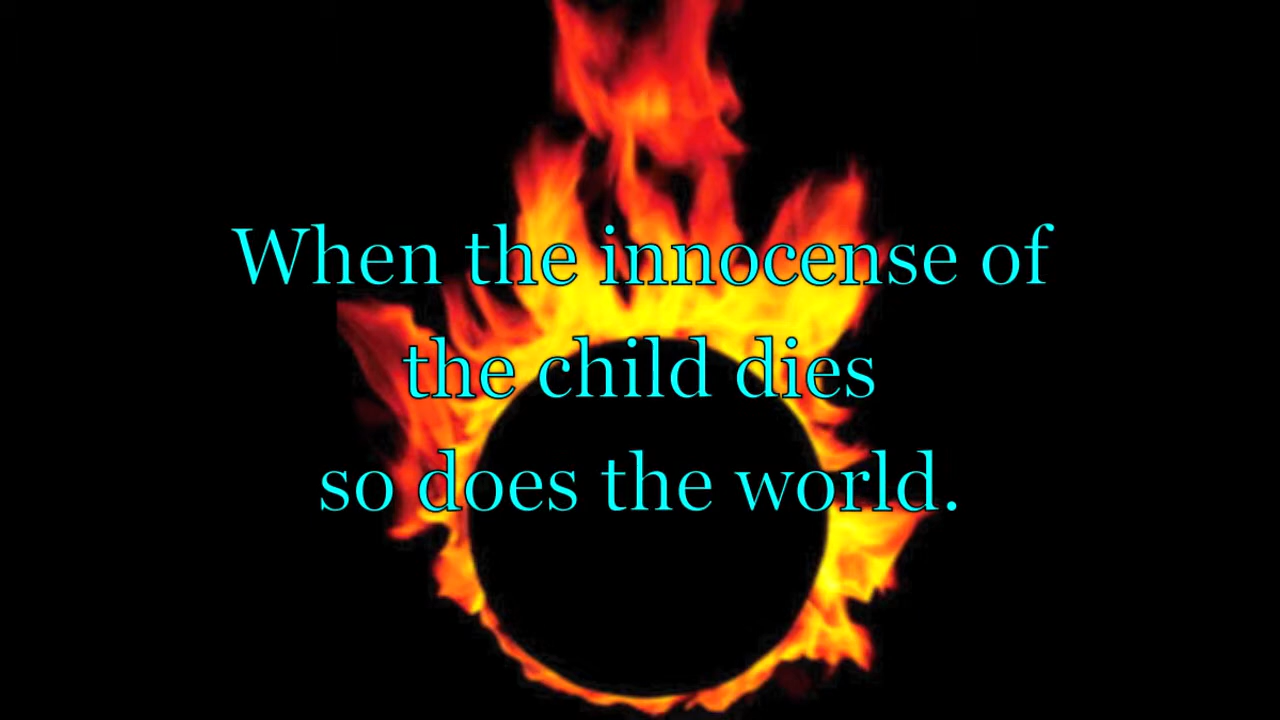 When the innocense of
the child dies
so does the world.